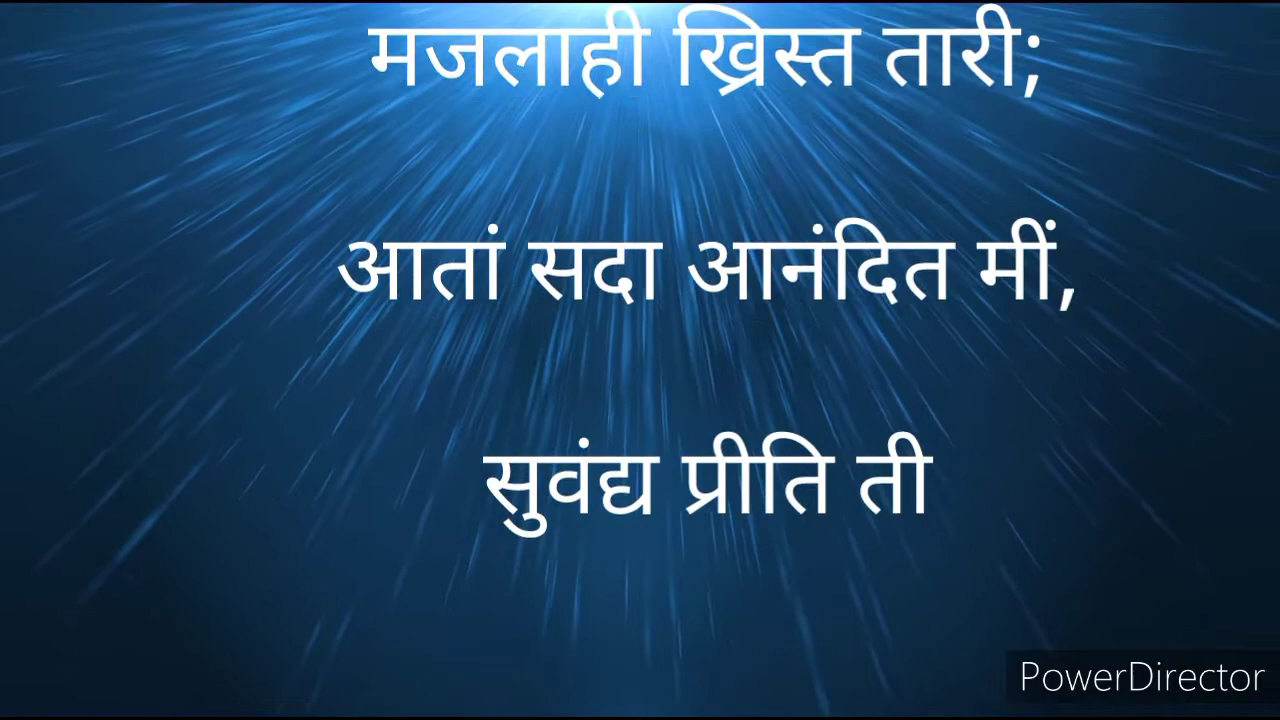 मजलाही ख्रिस्त तारी;
आतां सदा आनंदित मीं,
सुवंद्य प्रीति ती
PowerDirector